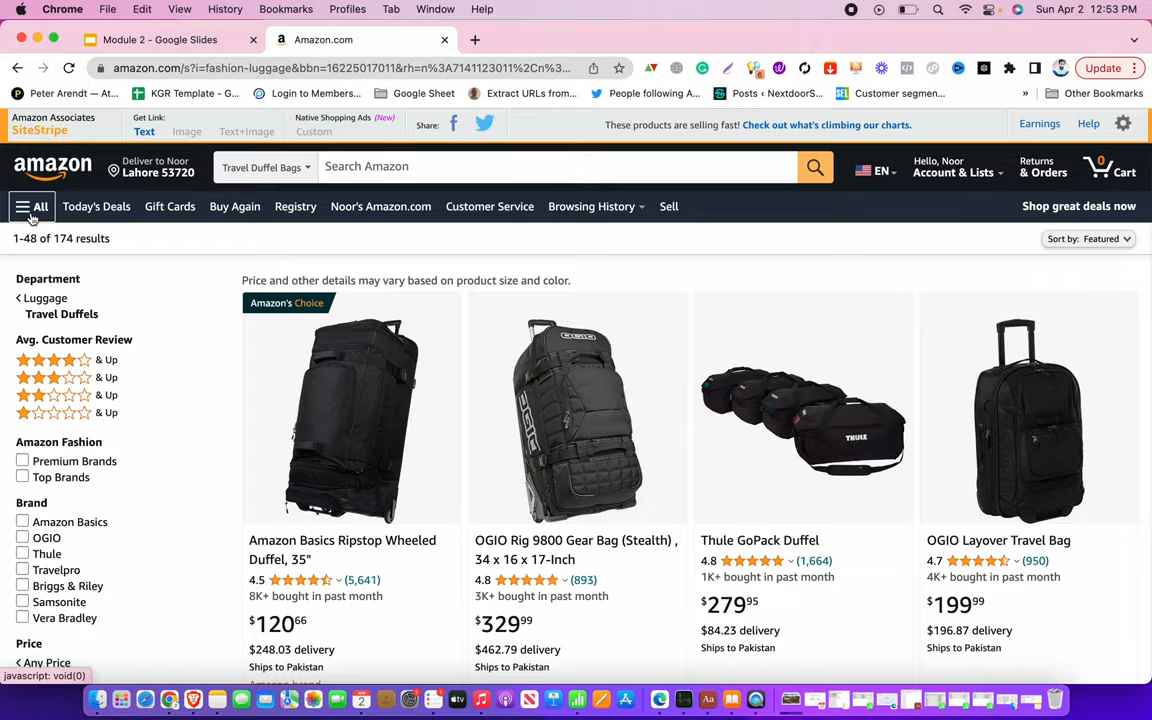 Chrome File Edit View History Bookmarks Profiles Tab Window Help Sun Apr 2 12:53 PM
Module 2 - Google Slides Amazon.com
amazon.com/s?i=fashion-luggage&bbn=16225017011&rh=n%3A7141123011%2Cn%3... 6 Update
Peter Arendt — At... KGR Template - G... Login to Members... Google Sheet Extract URLs from... People following A... Posts × NextdoorS... Customer segmen... » Other Bookmarks
Amazon Associates
SiteStripe
Get Link:
Text Image Text+Image
Native Shopping Ads (New)
Custom
Share:
These products are selling fast! Check out what's climbing our charts.
Earnings Help
amazon
Deliver to Noor
Lahore 53720
Travel Duffel Bags Search Amazon
EN
Hello, Noor
Account & Lists
Returns
& Orders
0
Cart
All Today's Deals Gift Cards Buy Again Registry Noor's Amazon.com Customer Service Browsing History Sell Shop great deals now
1-48 of 174 results
Sort by: Featured
Department
Luggage
Travel Duffels
Avg. Customer Review
& Up
& Up
& Up
& Up
Amazon Fashion
Premium Brands
Top Brands
Brand
Amazon Basics
OGIO
Thule
Travelpro
Briggs & Riley
Samsonite
Vera Bradley
Price
Any Price
javascript: void(0)
Price and other details may vary based on product size and color.
Amazon's Choice
Amazon Basics Ripstop Wheeled
Duffel, 35"
4.5 (5,641)
8K+ bought in past month
$12066
$248.03 delivery
Ships to Pakistan
Amazon brand
OGIO
OGIO Rig 9800 Gear Bag (Stealth) ,
34 x 16 x 17-Inch
4.8 (893)
3K+ bought in past month
$32999
$462.79 delivery
Ships to Pakistan
THULE
Thule GoPack Duffel
4.8 (1,664)
1K+ bought in past month
$27995
$84.23 delivery
Ships to Pakistan
OGIO Layover Travel Bag
4.7 (950)
4K+ bought in past month
$19999
$196.87 delivery
Ships to Pakistan